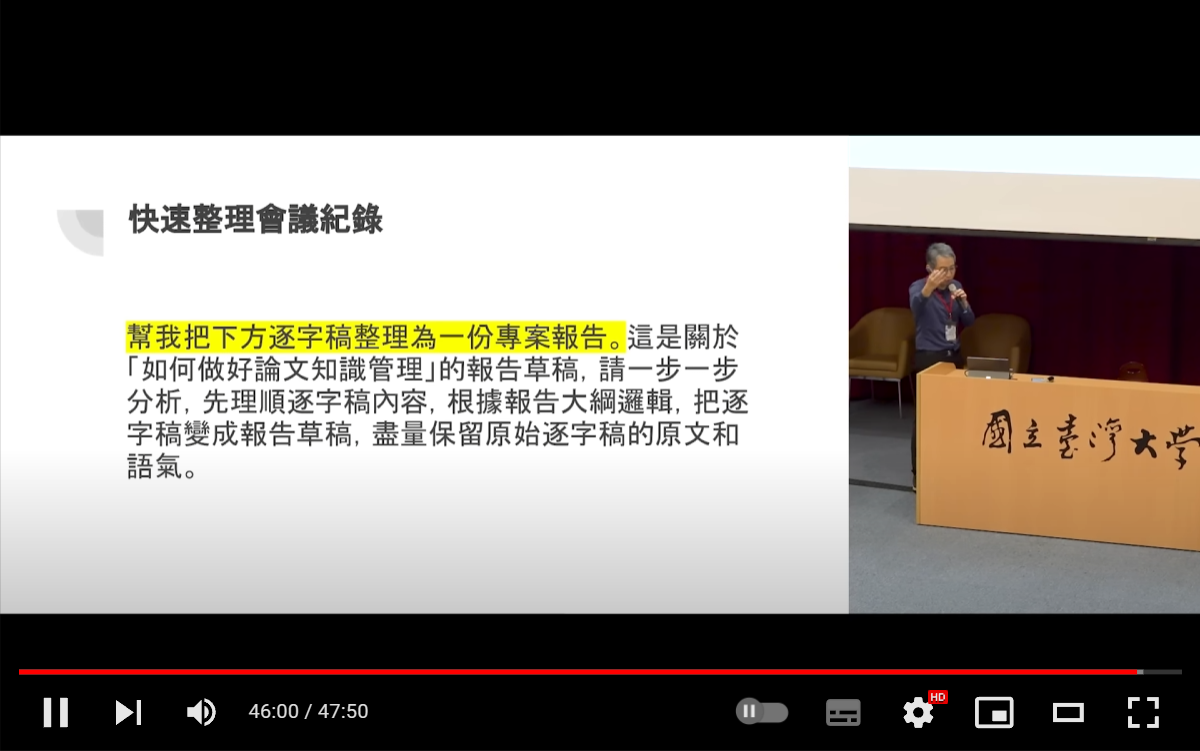 快速整理會議紀錄
幫我把下方逐字稿整理為一份專案報告。這是關於
「如何做好論文知識管理」的報告草稿, 請一步一步
分析, 先理順逐字稿內容, 根據報告大綱邏輯, 把逐
字稿變成報告草稿, 盡量保留原始逐字稿的原文和
語氣。
國立臺灣大學
46:00 / 47:50
HD